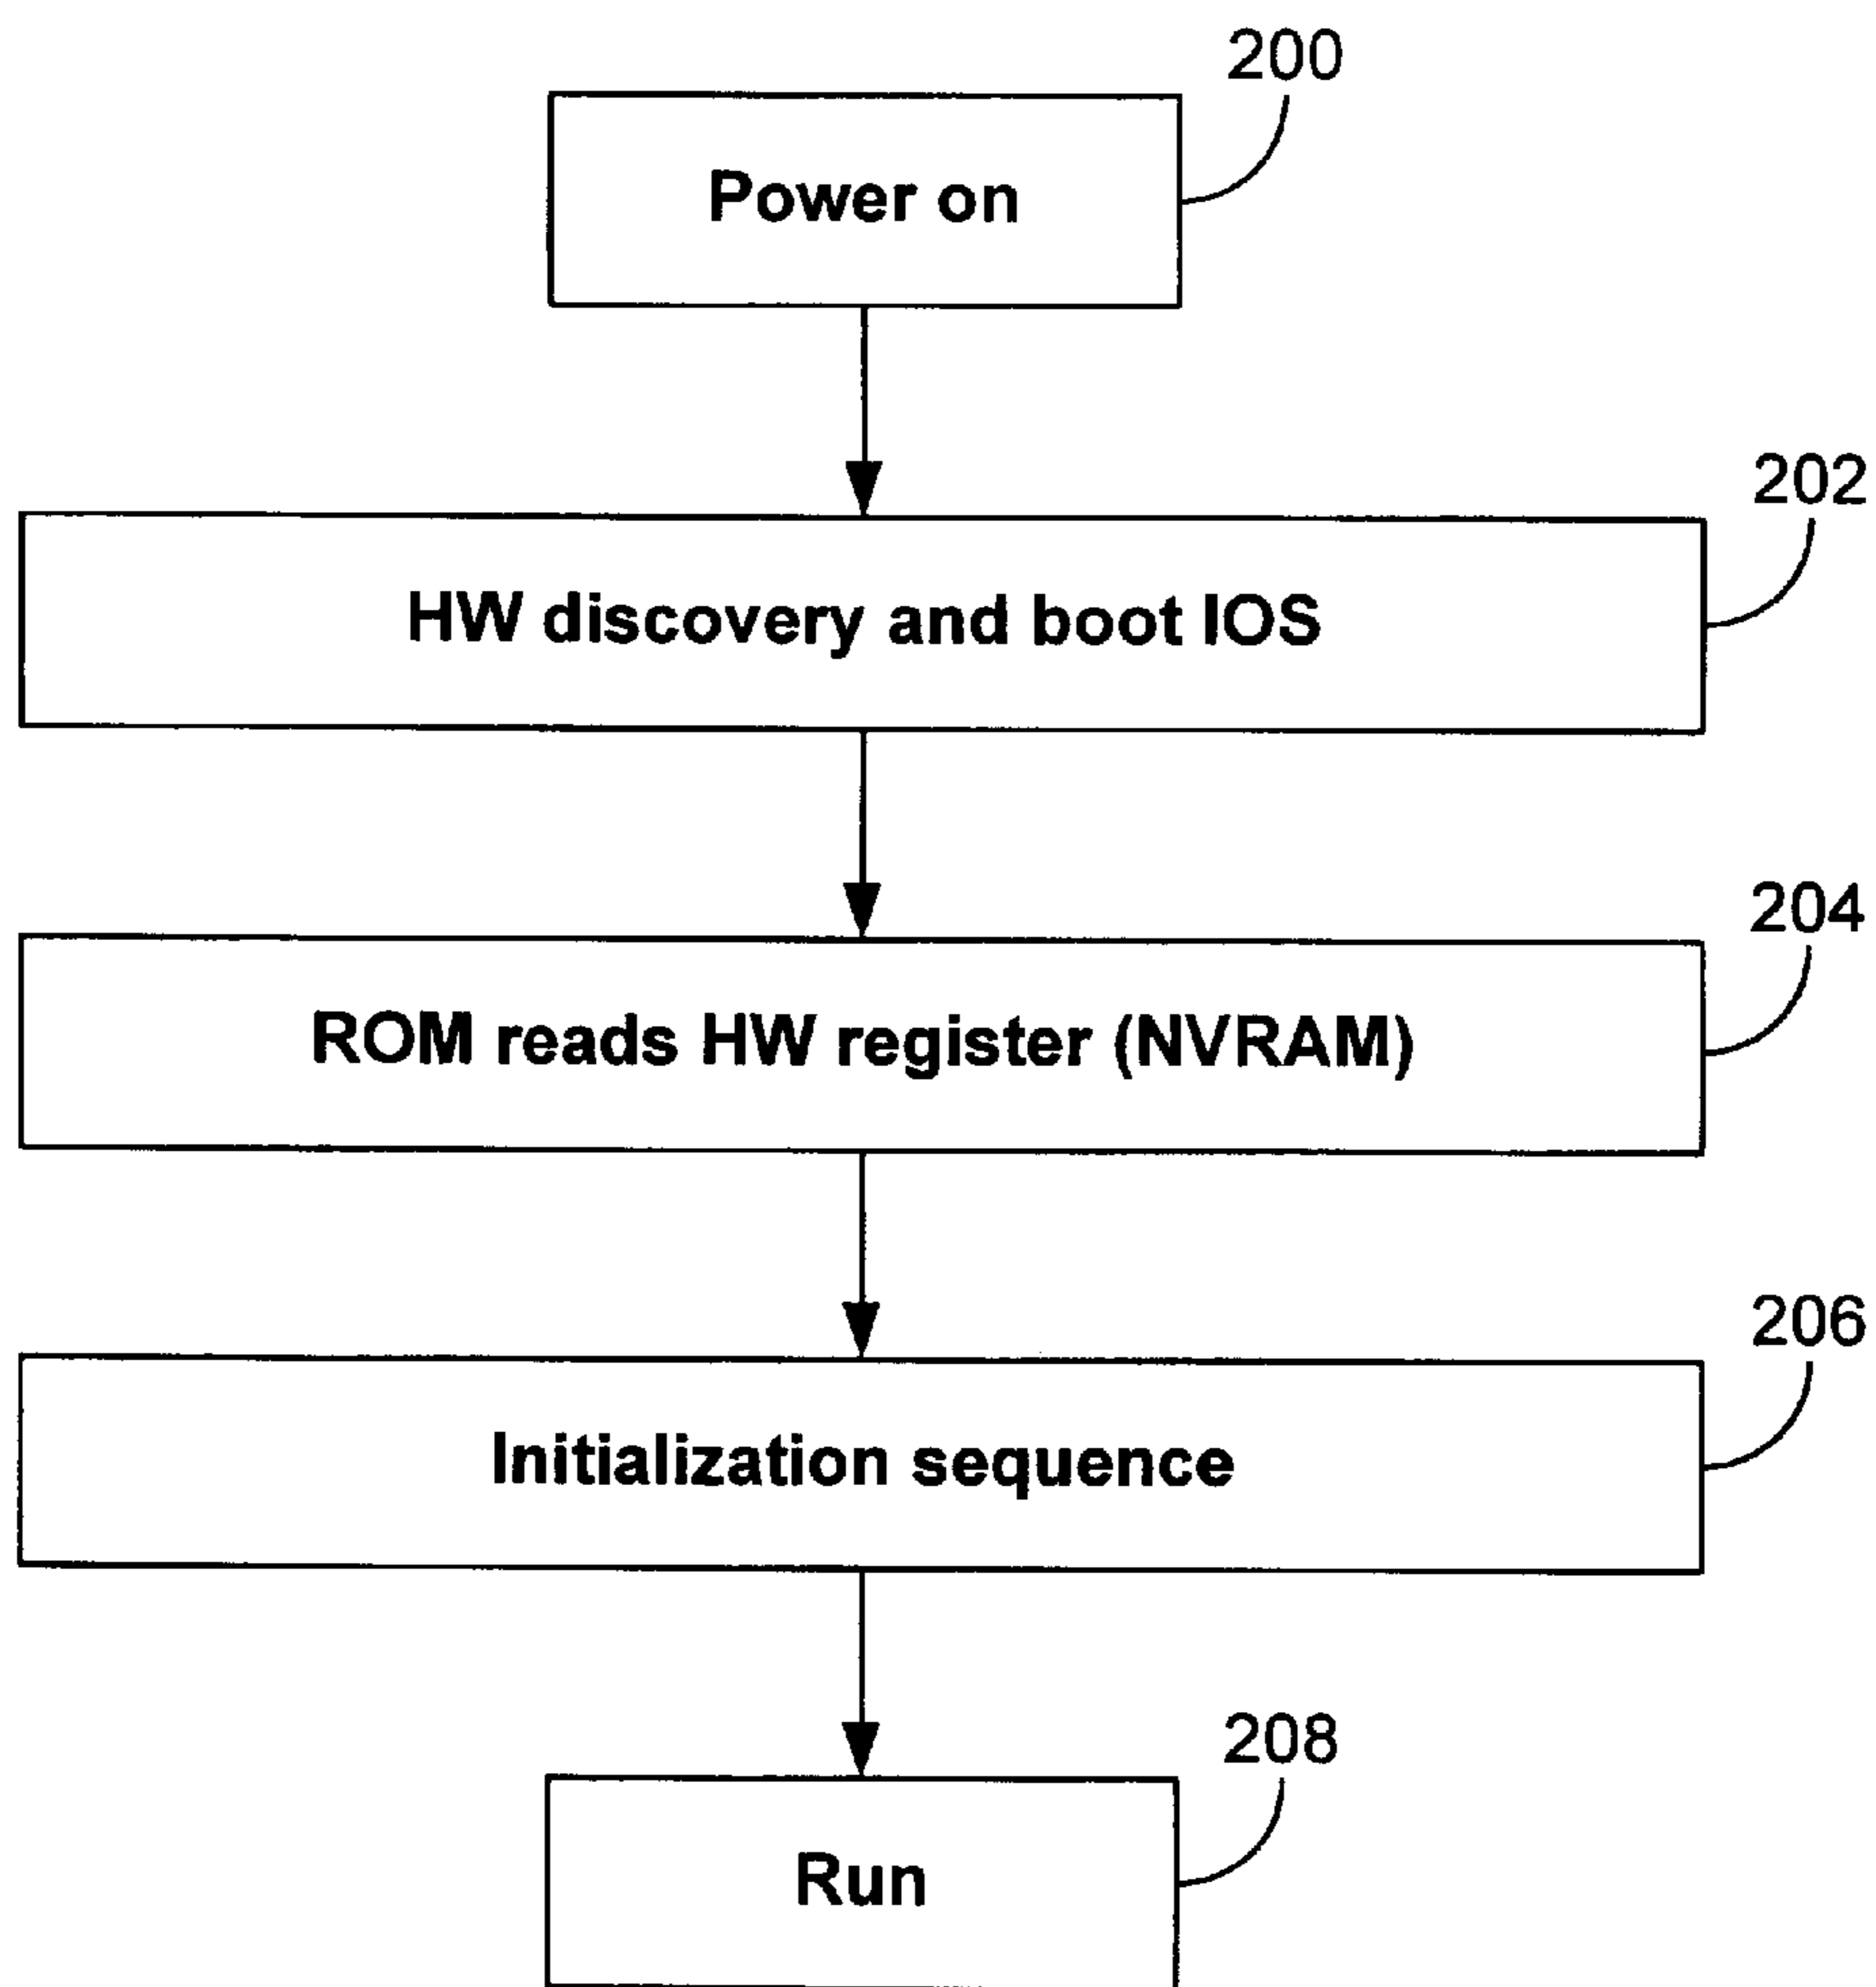 200
Power on
202
HW discovery and boot IOS
204
ROM reads HW register (NVRAM)
206
Initialization sequence
208
Run